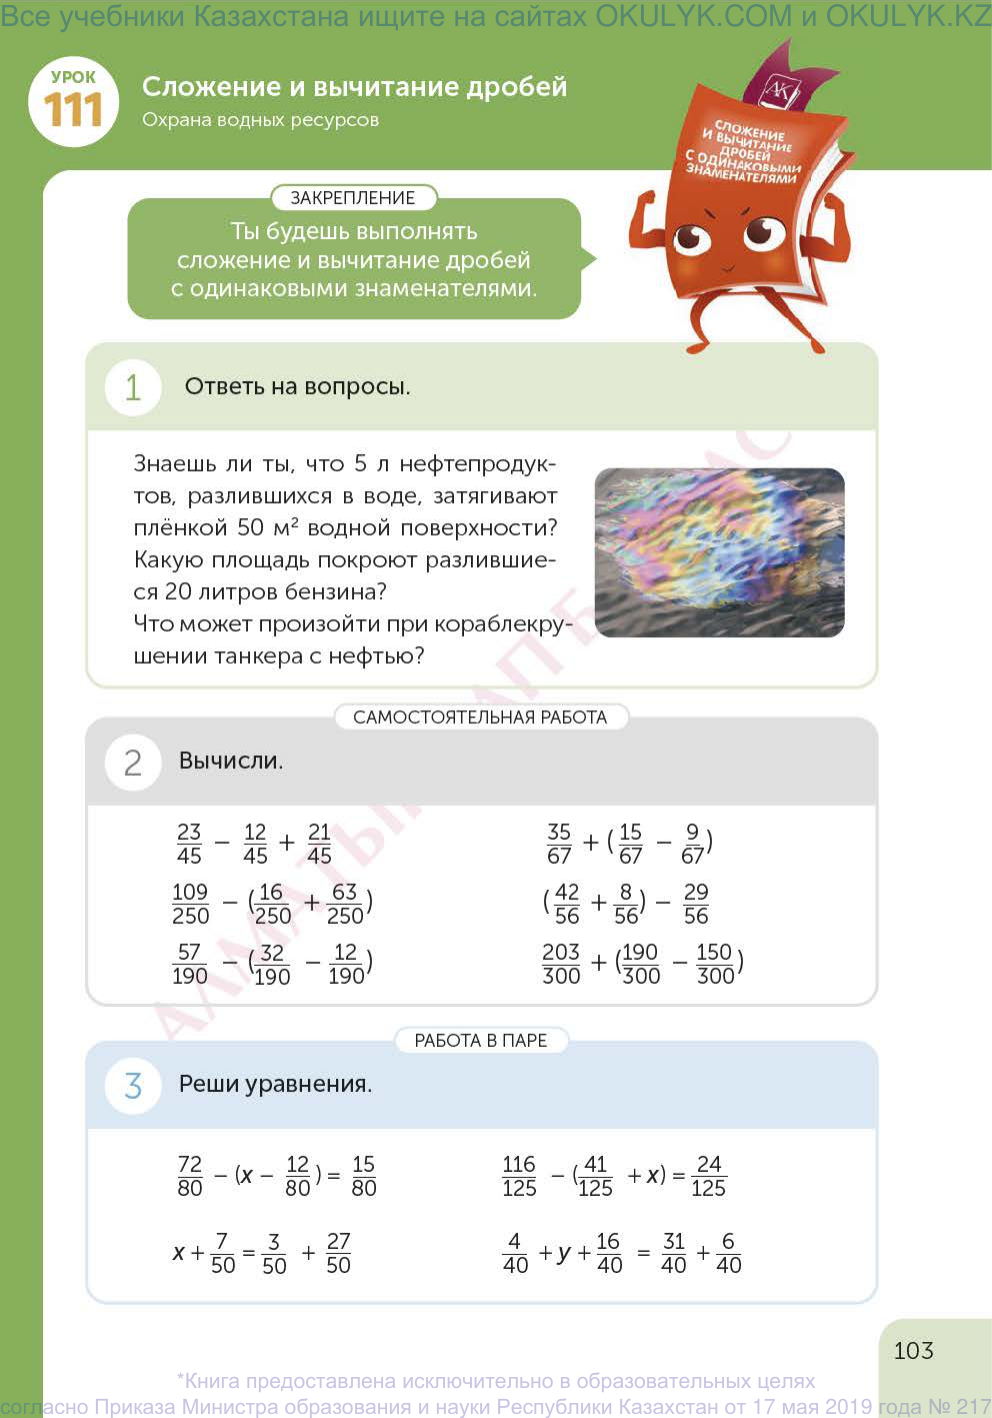 Все учебники Казахстана ищите на сайтах OKULYK.COM и OKULYK.KZ
УРОК
111
Сложение и вычитание дробей
Охрана водных ресурсов
АК
СЛОЖЕНИЕ
И ВЫЧИТАНИЕ
ДРОБЕЙ
С ОДИНАКОВЫМИ
ЗНАМЕНАТЕЛЯМИ
ЗАКРЕПЛЕНИЕ
Ты будешь выполнять
сложение и вычитание дробей
с одинаковыми знаменателями.
1 Ответь на вопросы.
Знаешь ли ты, что 5 л нефтепродук-
тов, разлившихся в воде, затягивают
плёнкой 50 м² водной поверхности?
Какую площадь покроют разлившие-
ся 20 литров бензина?
Что может произойти при кораблекру-
шении танкера с нефтью?
САМОСТОЯТЕЛЬНАЯ РАБОТА
2 Вычисли.
23/45 − 12/45 + 21/45
35/67 + (15/67 − 9/67)
109/250 − (16/250 + 63/250)
(42/56 + 8/56) − 29/56
57/190 − (32/190 − 12/190)
203/300 + (190/300 − 150/300)
РАБОТА В ПАРЕ
3 Реши уравнения.
72/80 − (x − 12/80) = 15/80
116/125 − (41/125 + x) = 24/125
x + 7/50 = 3/50 + 27/50
4/40 + y + 16/40 = 31/40 + 6/40
103
*Книга предоставлена исключительно в образовательных целях
согласно Приказа Министра образования и науки Республики Казахстан от 17 мая 2019 года № 217